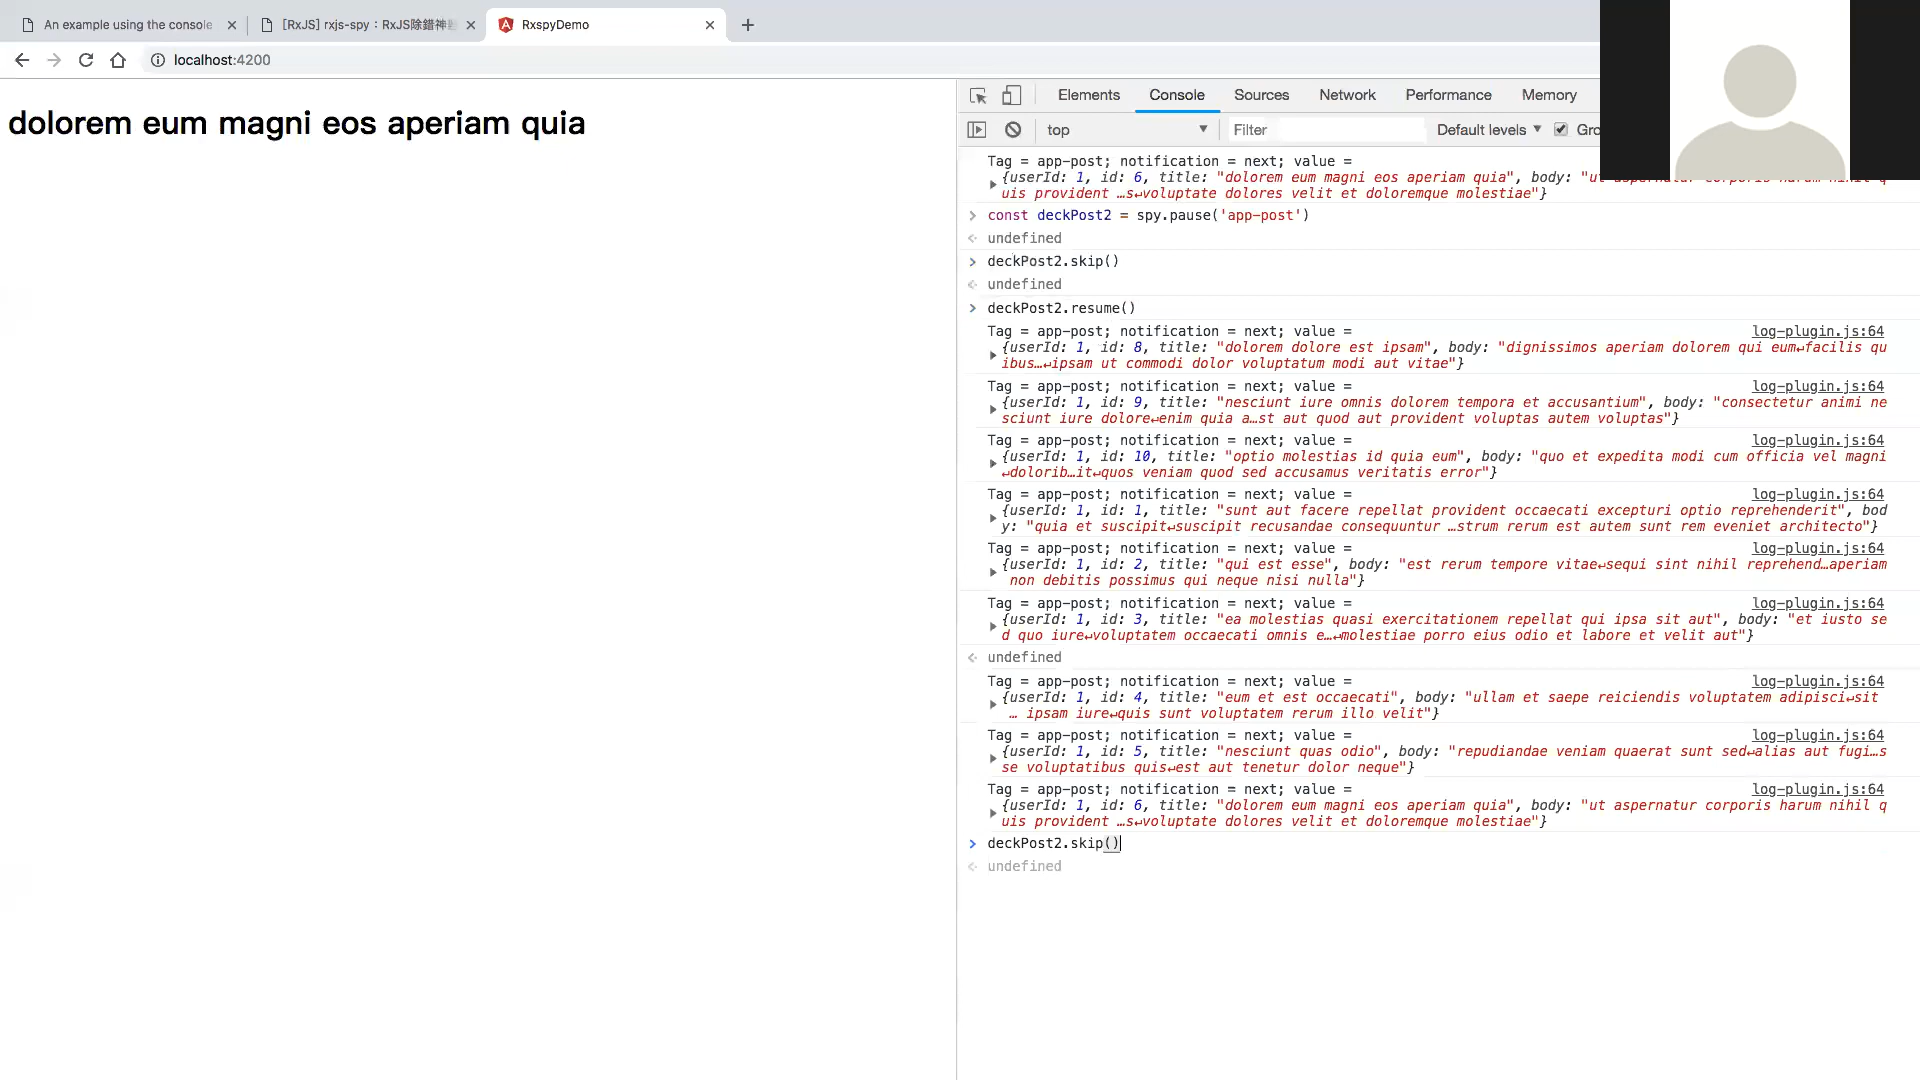 An example using the console
[RxJS] rxjs-spy：RxJS除錯神器
RxspyDemo
localhost:4200
dolorem eum magni eos aperiam quia
Elements Console Sources Network Performance Memory
top Filter Default levels Gro
Tag = app-post; notification = next; value =
{userId: 1, id: 6, title: "dolorem eum magni eos aperiam quia", body: "ut aspernatur corporis harum nihil q
uis provident …s↵voluptate dolores velit et doloremque molestiae"}
const deckPost2 = spy.pause('app-post')
undefined
deckPost2.skip()
undefined
deckPost2.resume()
Tag = app-post; notification = next; value = log-plugin.js:64
{userId: 1, id: 8, title: "dolorem dolore est ipsam", body: "dignissimos aperiam dolorem qui eum↵facilis qu
ibus…↵ipsam ut commodi dolor voluptatum modi aut vitae"}
Tag = app-post; notification = next; value = log-plugin.js:64
{userId: 1, id: 9, title: "nesciunt iure omnis dolorem tempora et accusantium", body: "consectetur animi ne
sciunt iure dolore↵enim quia a…st aut quod aut provident voluptas autem voluptas"}
Tag = app-post; notification = next; value = log-plugin.js:64
{userId: 1, id: 10, title: "optio molestias id quia eum", body: "quo et expedita modi cum officia vel magni
↵dolorib…it↵quos veniam quod sed accusamus veritatis error"}
Tag = app-post; notification = next; value = log-plugin.js:64
{userId: 1, id: 1, title: "sunt aut facere repellat provident occaecati excepturi optio reprehenderit", bod
y: "quia et suscipit↵suscipit recusandae consequuntur …strum rerum est autem sunt rem eveniet architecto"}
Tag = app-post; notification = next; value = log-plugin.js:64
{userId: 1, id: 2, title: "qui est esse", body: "est rerum tempore vitae↵sequi sint nihil reprehend…aperiam
non debitis possimus qui neque nisi nulla"}
Tag = app-post; notification = next; value = log-plugin.js:64
{userId: 1, id: 3, title: "ea molestias quasi exercitationem repellat qui ipsa sit aut", body: "et iusto se
d quo iure↵voluptatem occaecati omnis e…↵molestiae porro eius odio et labore et velit aut"}
undefined
Tag = app-post; notification = next; value = log-plugin.js:64
{userId: 1, id: 4, title: "eum et est occaecati", body: "ullam et saepe reiciendis voluptatem adipisci↵sit
… ipsam iure↵quis sunt voluptatem rerum illo velit"}
Tag = app-post; notification = next; value = log-plugin.js:64
{userId: 1, id: 5, title: "nesciunt quas odio", body: "repudiandae veniam quaerat sunt sed↵alias aut fugi…s
se voluptatibus quis↵est aut tenetur dolor neque"}
Tag = app-post; notification = next; value = log-plugin.js:64
{userId: 1, id: 6, title: "dolorem eum magni eos aperiam quia", body: "ut aspernatur corporis harum nihil q
uis provident …s↵voluptate dolores velit et doloremque molestiae"}
deckPost2.skip()
undefined